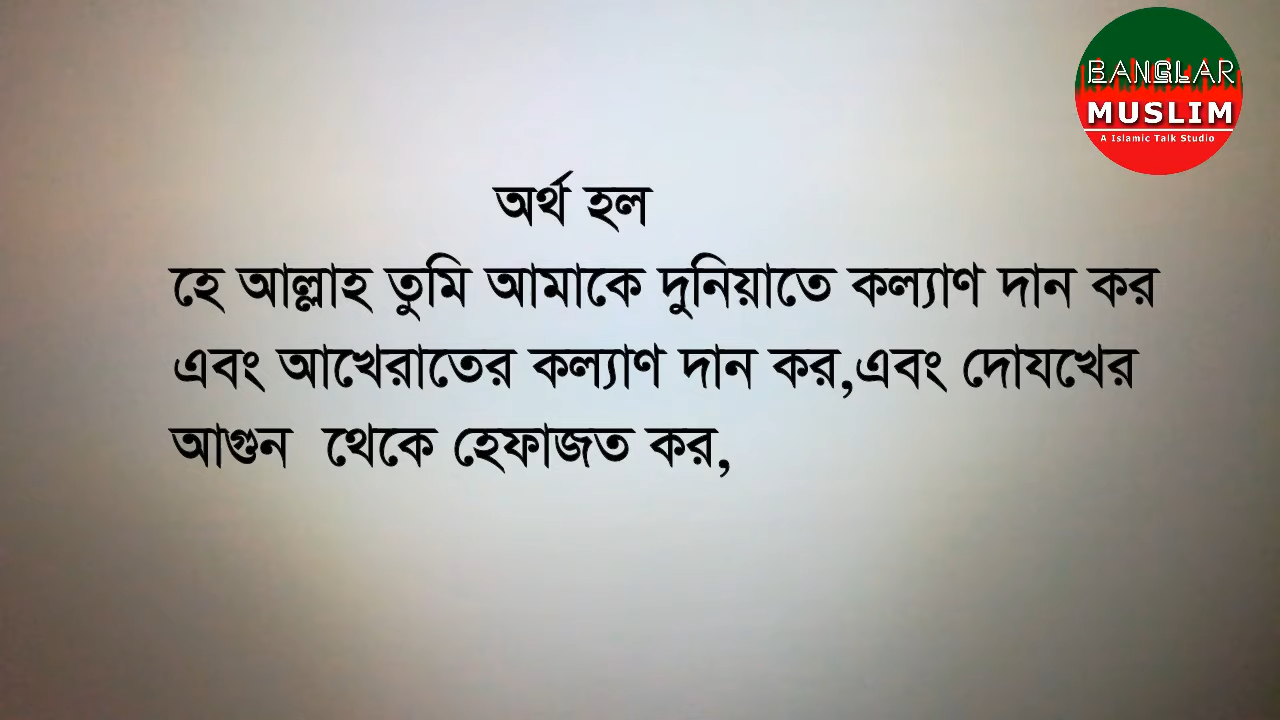 BANGLAR
MUSLIM
A Islamic Talk Studio
অর্থ হল
হে আল্লাহ তুমি আমাকে দুনিয়াতে কল্যাণ দান কর
এবং আখেরাতের কল্যাণ দান কর,এবং দোযখের
আগুন থেকে হেফাজত কর,